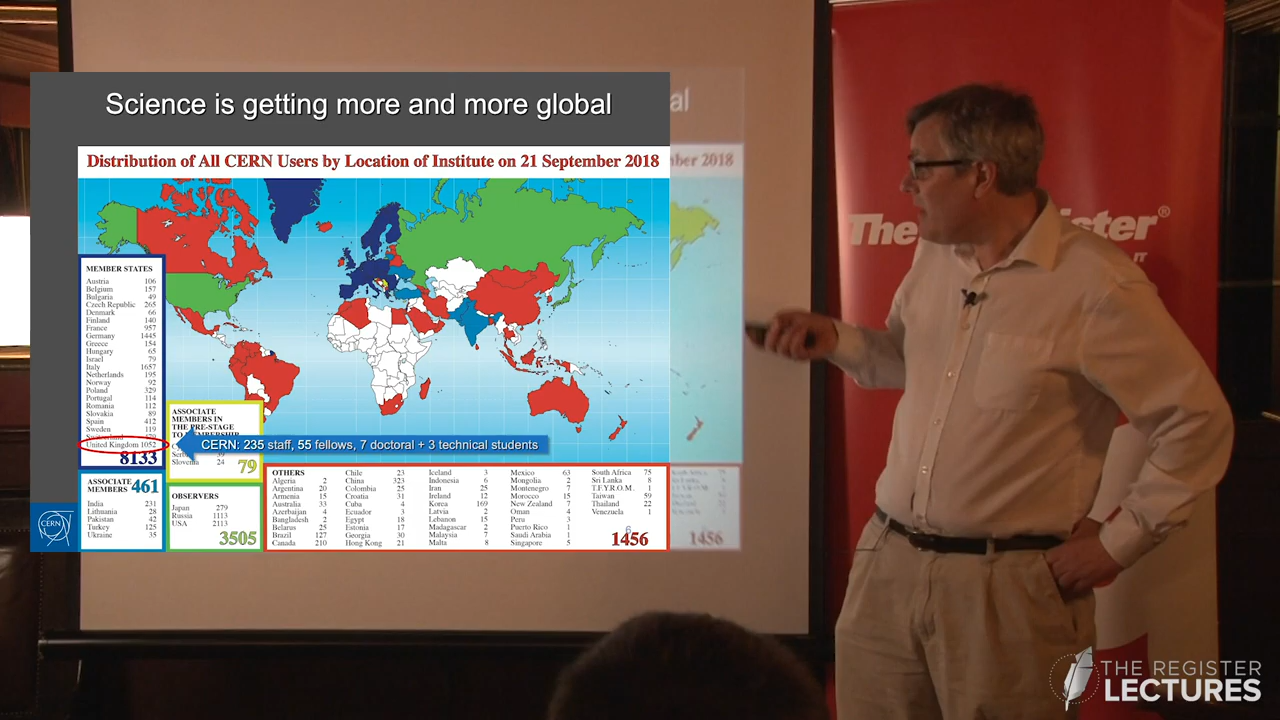 Science is getting more and more global
al
Distribution of All CERN Users by Location of Institute on 21 September 2018
ber 2018
The Register®
IT
MEMBER STATES
Austria 106
Belgium 157
Bulgaria 49
Czech Republic 265
Denmark 66
Finland 140
France 957
Germany 1445
Greece 154
Hungary 65
Israel 79
Italy 1657
Netherlands 195
Norway 92
Poland 329
Portugal 114
Romania 112
Slovakia 89
Spain 412
Sweden 119
United Kingdom 1052
8133
ASSOCIATE
MEMBERS IN
THE PRE-STAGE
CERN: 235 staff, 55 fellows, 7 doctoral + 3 technical students
Slovenia 24
79
ASSOCIATE
MEMBERS 461
India 231
Lithuania 28
Pakistan 42
Turkey 125
Ukraine 35
OBSERVERS
Japan 279
Russia 1113
USA 2113
3505
OTHERS
Algeria 2
Argentina 20
Armenia 15
Australia 33
Azerbaijan 4
Bangladesh 2
Belarus 25
Brazil 127
Canada 210
Chile 23
China 323
Colombia 25
Croatia 31
Cuba 4
Ecuador 3
Egypt 18
Estonia 17
Georgia 30
Hong Kong 21
Iceland 3
Indonesia 6
Iran 25
Ireland 12
Korea 169
Latvia 2
Lebanon 15
Madagascar 2
Malaysia 7
Malta 8
Mexico 63
Mongolia 2
Montenegro 7
Morocco 15
New Zealand 7
Oman 4
Peru 3
Puerto Rico 1
Saudi Arabia 1
Singapore 5
South Africa 75
Sri Lanka 8
T.F.Y.R.O.M. 1
Taiwan 59
Thailand 22
Venezuela 1
6
1456
1456
CERN
THE REGISTER
LECTURES